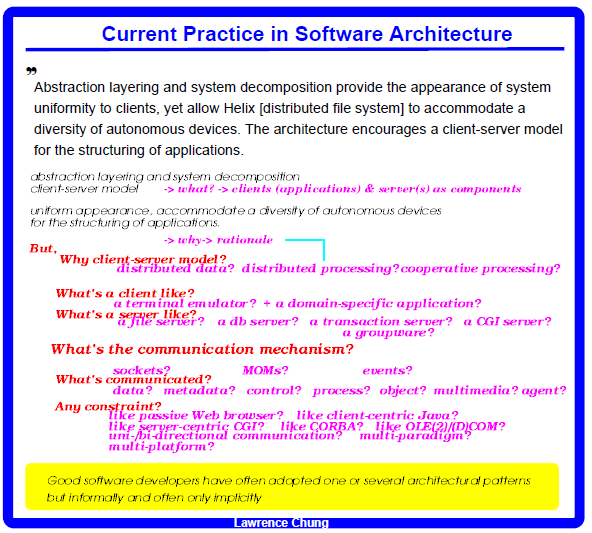 Current Practice in Software Architecture
”
Abstraction layering and system decomposition provide the appearance of system
uniformity to clients, yet allow Helix [distributed file system] to accommodate a
diversity of autonomous devices. The architecture encourages a client-server model
for the structuring of applications.
abstraction layering and system decomposition
client-server model -> what? -> clients (applications) & server(s) as components
uniform appearance, accommodate a diversity of autonomous devices
for the structuring of applications.
-> why-> rationale
But,
Why client-server model?
distributed data? distributed processing? cooperative processing?
What's a client like?
a terminal emulator? + a domain-specific application?
What's a server like?
a file server? a db server? a transaction server? a CGI server?
a groupware?
What's the communication mechanism?
sockets? MOMs? events?
What's communicated?
data? metadata? control? process? object? multimedia? agent?
Any constraint?
like passive Web browser? like client-centric Java?
like server-centric CGI? like CORBA? like OLE(2)/(D)COM?
uni-/bi-directional communication? multi-paradigm?
multi-platform?
Good software developers have often adopted one or several architectural patterns
but informally and often only implicitly
Lawrence Chung